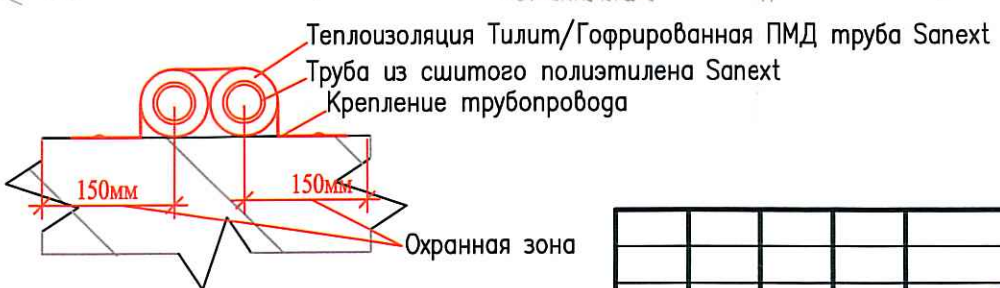 Теплоизоляция Тилит/Гофрированная ПМД труба Sanext
Труба из сшитого полиэтилена Sanext
Крепление трубопровода
150мм
150мм
Охранная зона